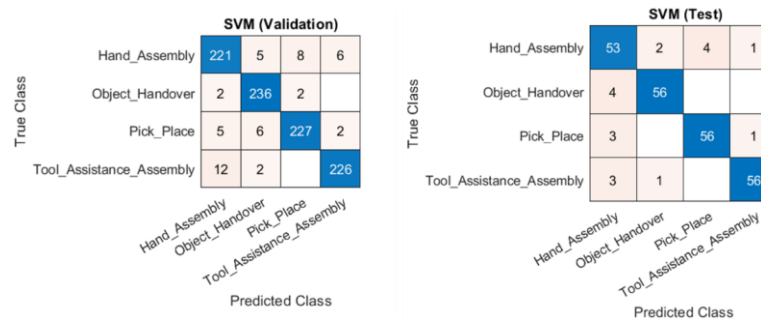 SVM (Validation)
True Class
Hand_Assembly 221 5 8 6
Object_Handover 2 236 2
Pick_Place 5 6 227 2
Tool_Assistance_Assembly 12 2 226
Hand_Assembly
Object_Handover
Pick_Place
Tool_Assistance_Assembly
Predicted Class
SVM (Test)
True Class
Hand_Assembly 53 2 4 1
Object_Handover 4 56
Pick_Place 3 56 1
Tool_Assistance_Assembly 3 1 56
Hand_Assembly
Object_Handover
Pick_Place
Tool_Assistance_Assembly
Predicted Class